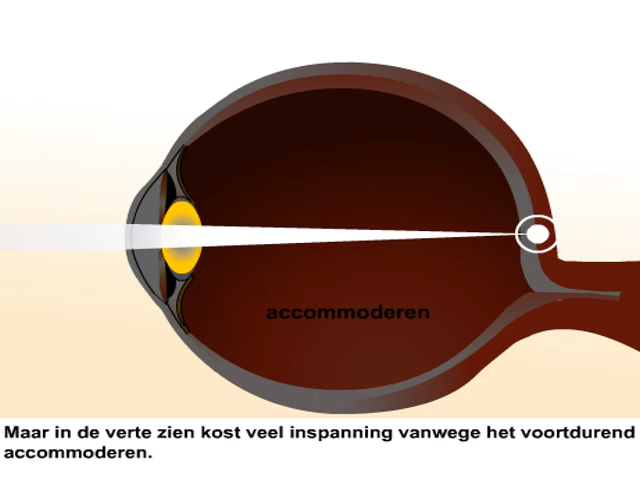 accommoderen
Maar in de verte zien kost veel inspanning vanwege het voortdurend
accommoderen.